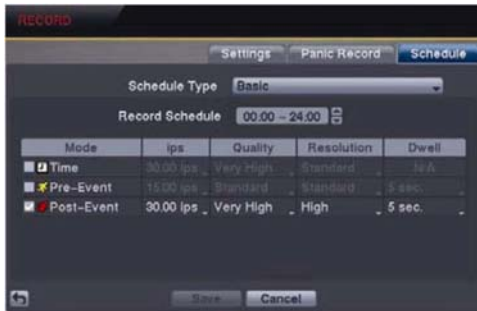 RECORD
Settings Panic Record Schedule
Schedule Type Basic
Record Schedule 00:00 ~ 24:00
Mode ips Quality Resolution Dwell
Time 30.00 ips Very High Standard N/A
Pre-Event 15.00 ips Standard Standard 5 sec.
Post-Event 30.00 ips Very High High 5 sec.
Save Cancel